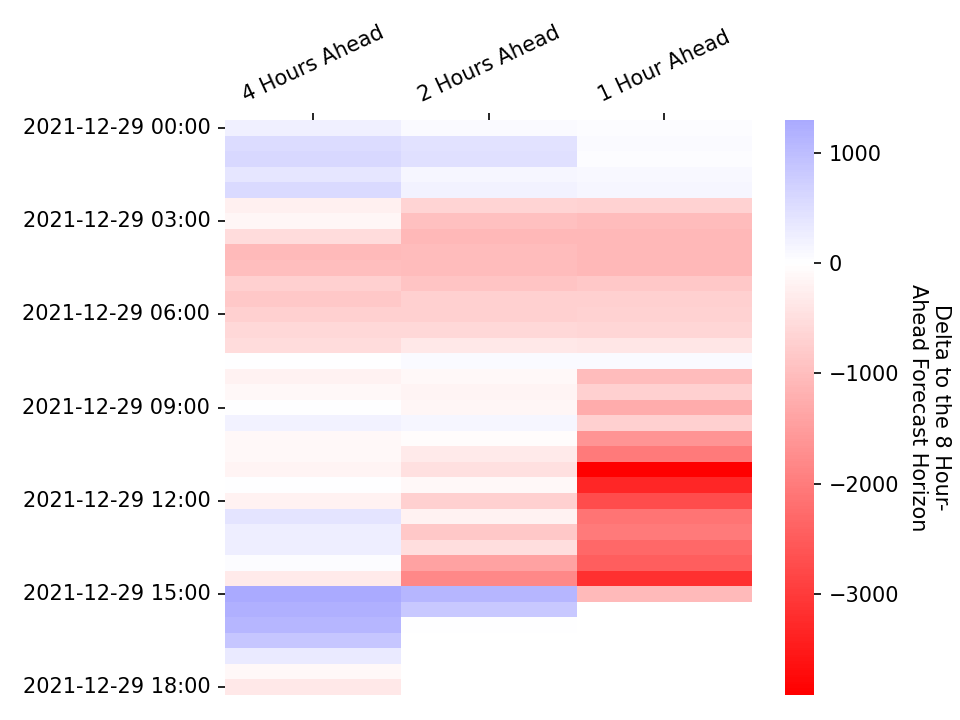 4 Hours Ahead
2 Hours Ahead
1 Hour Ahead
2021-12-29 00:00
2021-12-29 03:00
2021-12-29 06:00
2021-12-29 09:00
2021-12-29 12:00
2021-12-29 15:00
2021-12-29 18:00
1000
0
−1000
−2000
−3000
Delta to the 8 Hour-
Ahead Forecast Horizon